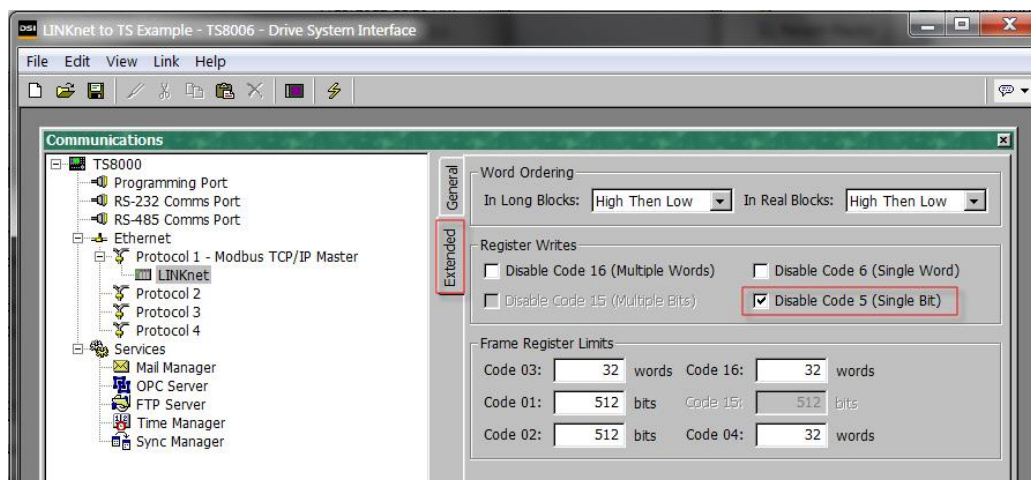 DSI LINKnet to TS Example - TS8006 - Drive System Interface
File Edit View Link Help
Communications
TS8000
Programming Port
RS-232 Comms Port
RS-485 Comms Port
Ethernet
Protocol 1 - Modbus TCP/IP Master
LINKnet
Protocol 2
Protocol 3
Protocol 4
Services
Mail Manager
OPC Server
FTP Server
Time Manager
Sync Manager
General
Extended
Word Ordering
In Long Blocks: High Then Low In Real Blocks: High Then Low
Register Writes
Disable Code 16 (Multiple Words) Disable Code 6 (Single Word)
Disable Code 15 (Multiple Bits) Disable Code 5 (Single Bit)
Frame Register Limits
Code 03: 32 words Code 16: 32 words
Code 01: 512 bits Code 15: 512 bits
Code 02: 512 bits Code 04: 32 words